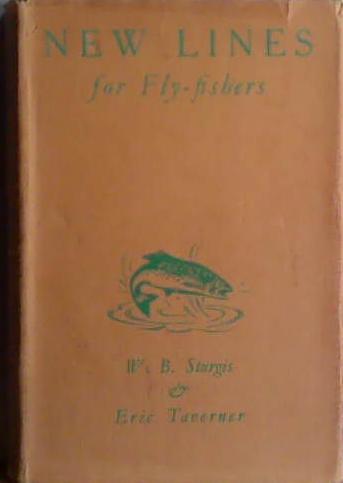 NEW LINES
for Fly-fishers
W. B. Sturgis
&
Eric Taverner